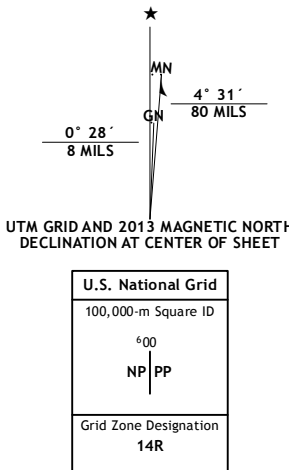 ★
MN
4° 31´
80 MILS
GN
0° 28´
8 MILS
UTM GRID AND 2013 MAGNETIC NORTH
DECLINATION AT CENTER OF SHEET
U.S. National Grid
100,000-m Square ID
⁶00
NP PP
Grid Zone Designation
14R